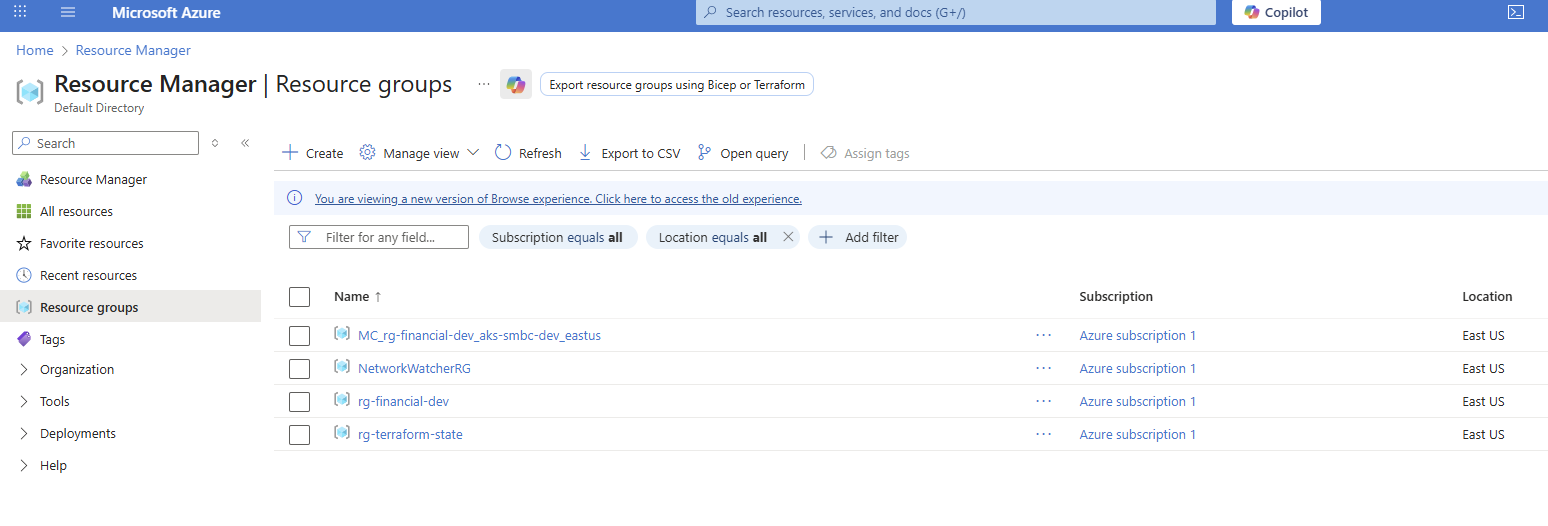 Microsoft Azure
Search resources, services, and docs (G+/)
Copilot
Home > Resource Manager
Resource Manager | Resource groups
...
Export resource groups using Bicep or Terraform
Default Directory
Search
Create Manage view Refresh Export to CSV Open query | Assign tags
Resource Manager
All resources
Favorite resources
Recent resources
Resource groups
Tags
Organization
Tools
Deployments
Help
You are viewing a new version of Browse experience. Click here to access the old experience.
Filter for any field... Subscription equals all Location equals all Add filter
Name ↑ Subscription Location
MC_rg-financial-dev_aks-smbc-dev_eastus ... Azure subscription 1 East US
NetworkWatcherRG ... Azure subscription 1 East US
rg-financial-dev ... Azure subscription 1 East US
rg-terraform-state ... Azure subscription 1 East US